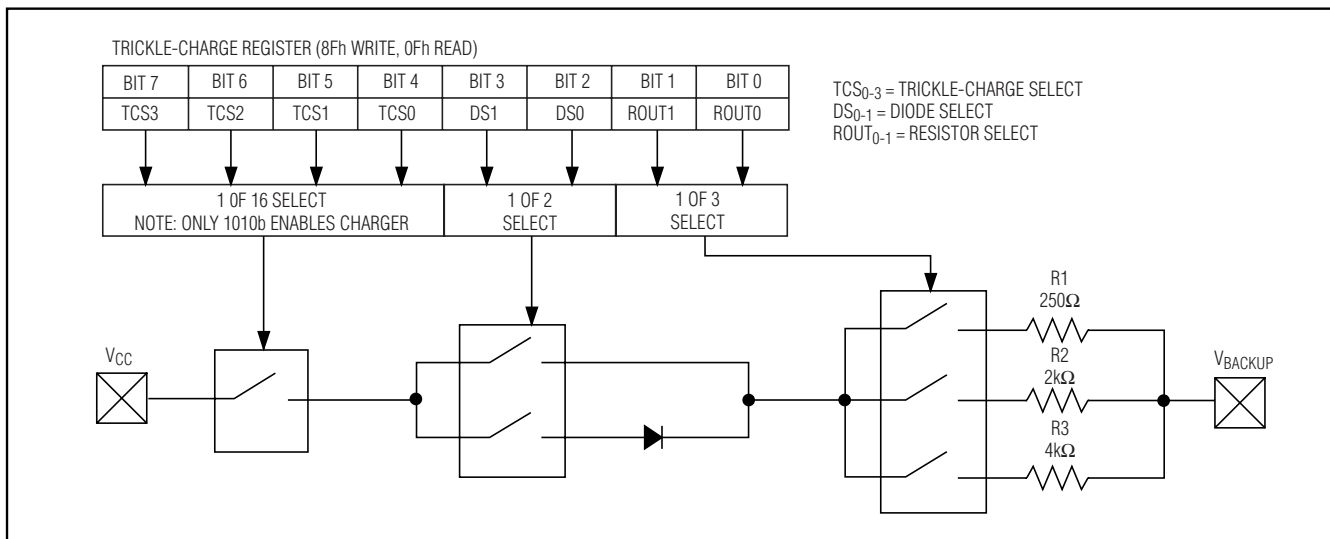 TRICKLE-CHARGE REGISTER (8Fh WRITE, 0Fh READ)
BIT 7 BIT 6 BIT 5 BIT 4 BIT 3 BIT 2 BIT 1 BIT 0
TCS3 TCS2 TCS1 TCS0 DS1 DS0 ROUT1 ROUT0
TCS0-3 = TRICKLE-CHARGE SELECT
DS0-1 = DIODE SELECT
ROUT0-1 = RESISTOR SELECT
1 0F 16 SELECT
NOTE: ONLY 1010b ENABLES CHARGER
1 OF 2
SELECT
1 OF 3
SELECT
R1
250Ω
VCC
R2
2kΩ
VBACKUP
R3
4kΩ